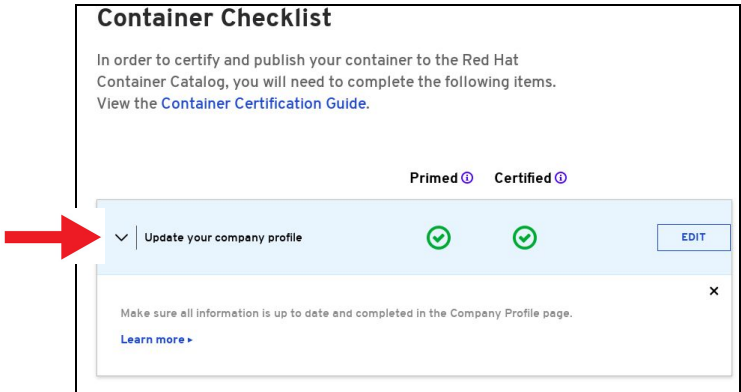 Container Checklist
In order to certify and publish your container to the Red Hat
Container Catalog, you will need to complete the following items.
View the Container Certification Guide.
Primed Certified
Update your company profile EDIT
Make sure all information is up to date and completed in the Company Profile page.
Learn more ▸